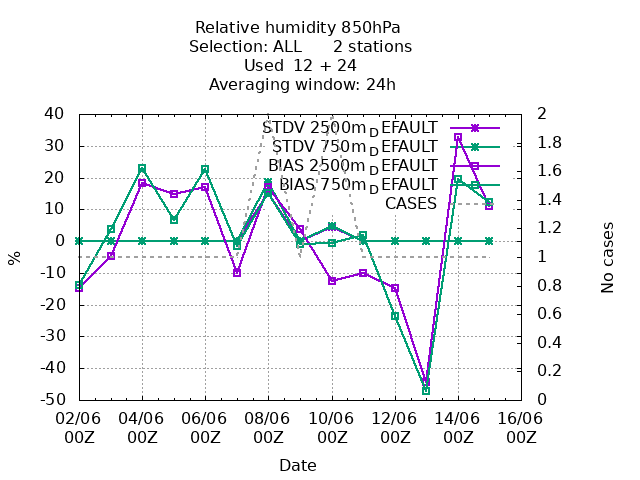 Relative humidity 850hPa
Selection: ALL 2 stations
Used 12 + 24
Averaging window: 24h
STDV 2500m DEFAULT
STDV 750m DEFAULT
BIAS 2500m DEFAULT
BIAS 750m DEFAULT
CASES
40
30
20
10
0
-10
-20
-30
-40
-50
%
2
1.8
1.6
1.4
1.2
1
0.8
0.6
0.4
0.2
0
No cases
02/06 04/06 06/06 08/06 10/06 12/06 14/06 16/06
00Z 00Z 00Z 00Z 00Z 00Z 00Z 00Z
Date